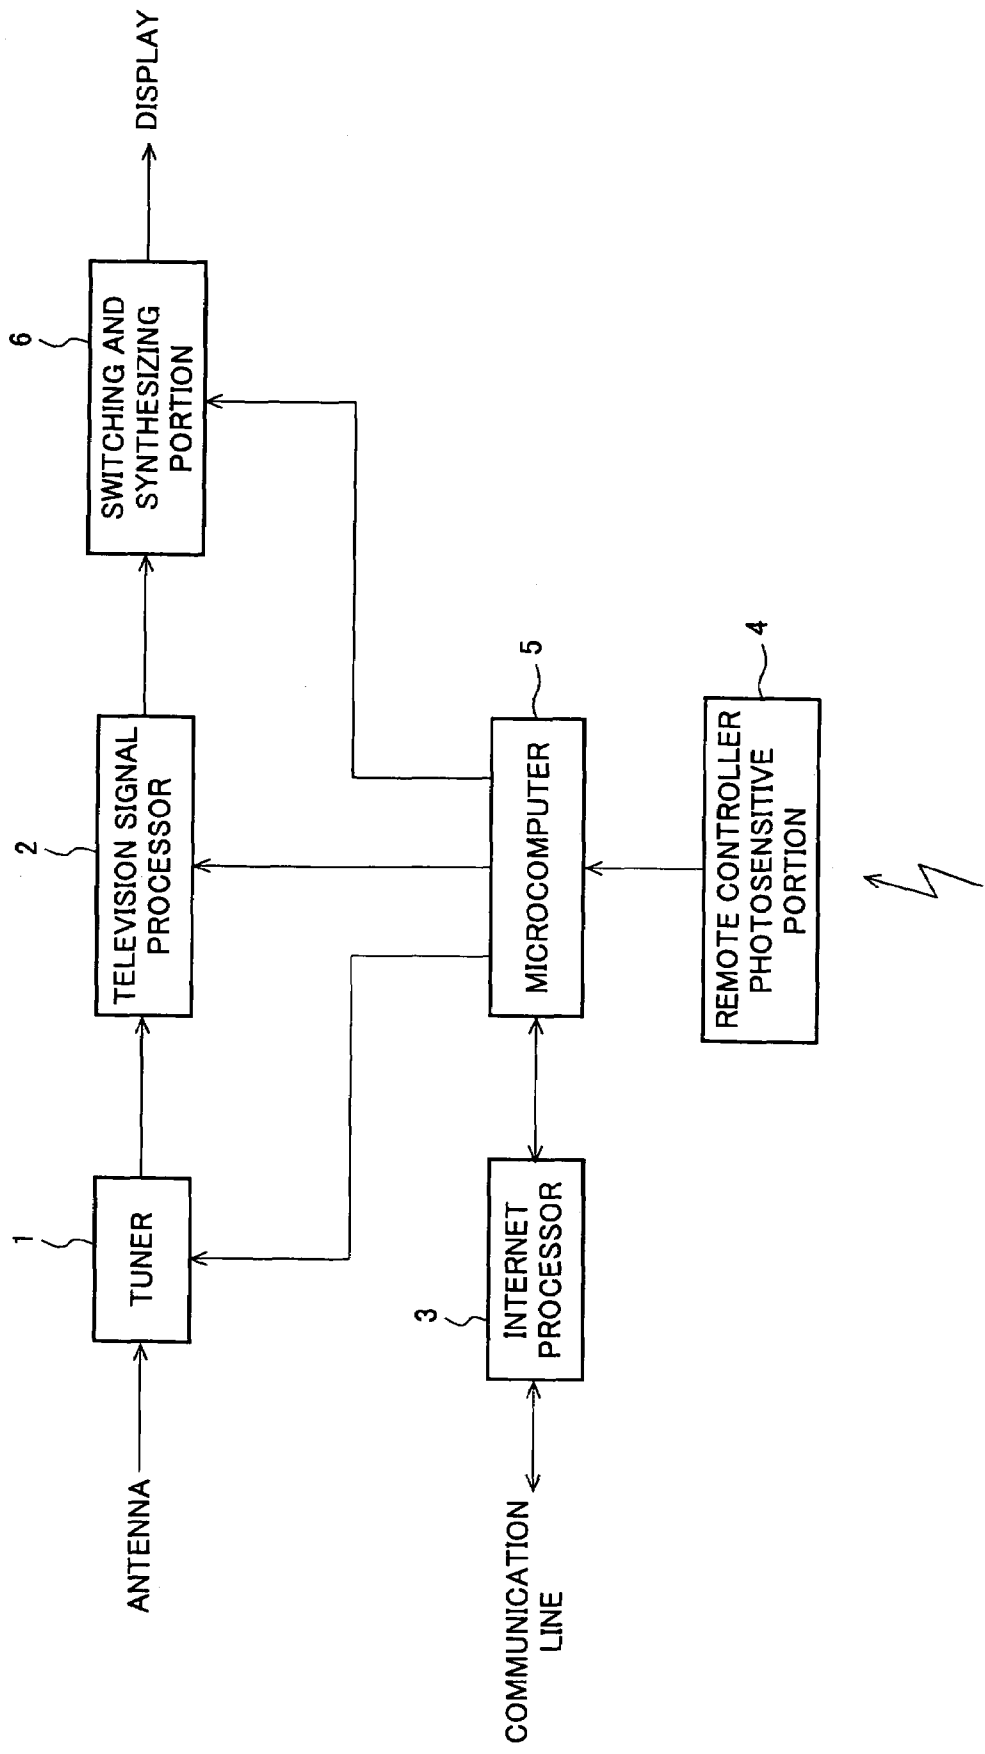 ANTENNA
1
TUNER
2
TELEVISION SIGNAL
PROCESSOR
6
SWITCHING AND
SYNTHESIZING
PORTION
DISPLAY
COMMUNICATION
LINE
3
INTERNET
PROCESSOR
5
MICROCOMPUTER
4
REMOTE CONTROLLER
PHOTOSENSITIVE
PORTION